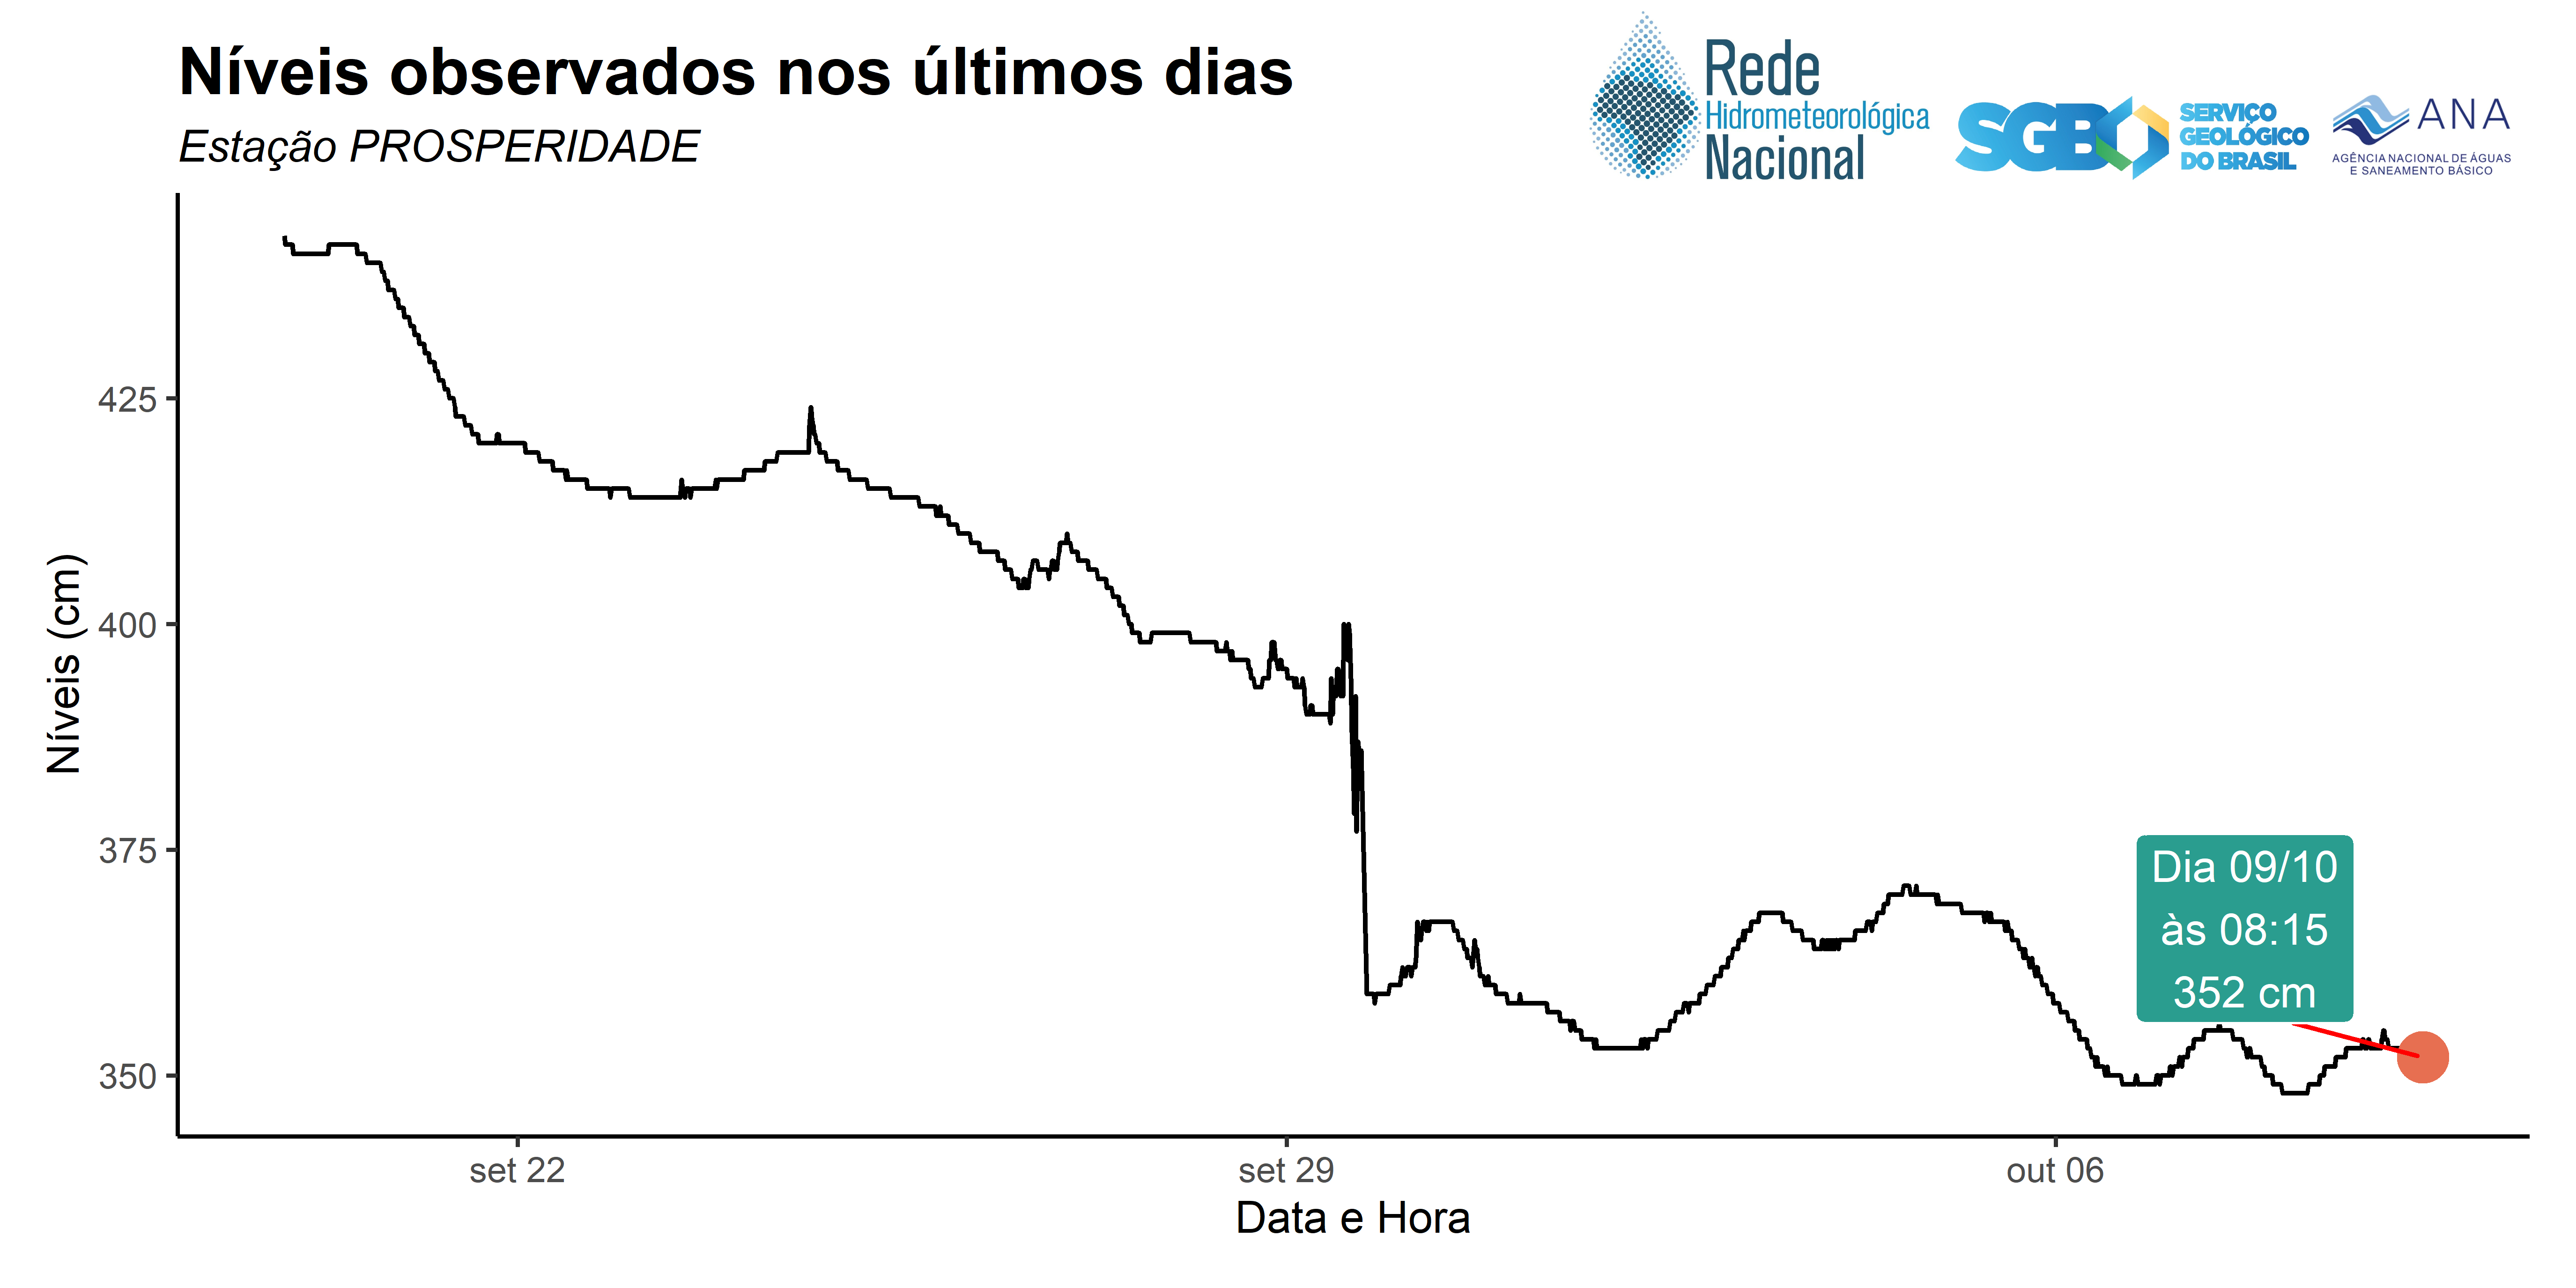 Níveis observados nos últimos dias
Estação PROSPERIDADE
Rede
Hidrometeorológica
Nacional
SGB
SERVIÇO
GEOLÓGICO
DO BRASIL
ANA
AGÊNCIA NACIONAL DE ÁGUAS
E SANEAMENTO BÁSICO
Níveis (cm)
425
400
375
350
Dia 09/10
às 08:15
352 cm
set 22
set 29
out 06
Data e Hora